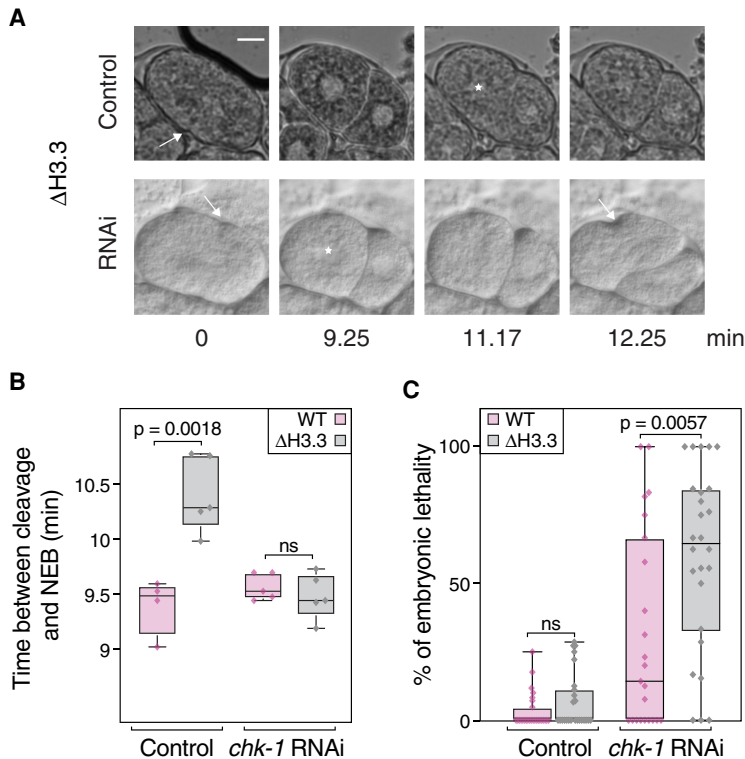 A
ΔH3.3
Control
RNAi
0 9.25 11.17 12.25 min
B
Time between cleavage
and NEB (min)
WT
ΔH3.3
p = 0.0018
ns
10.5
10
9.5
9
Control chk-1 RNAi
C
% of embryonic lethality
WT
ΔH3.3
p = 0.0057
ns
100
50
0
Control chk-1 RNAi